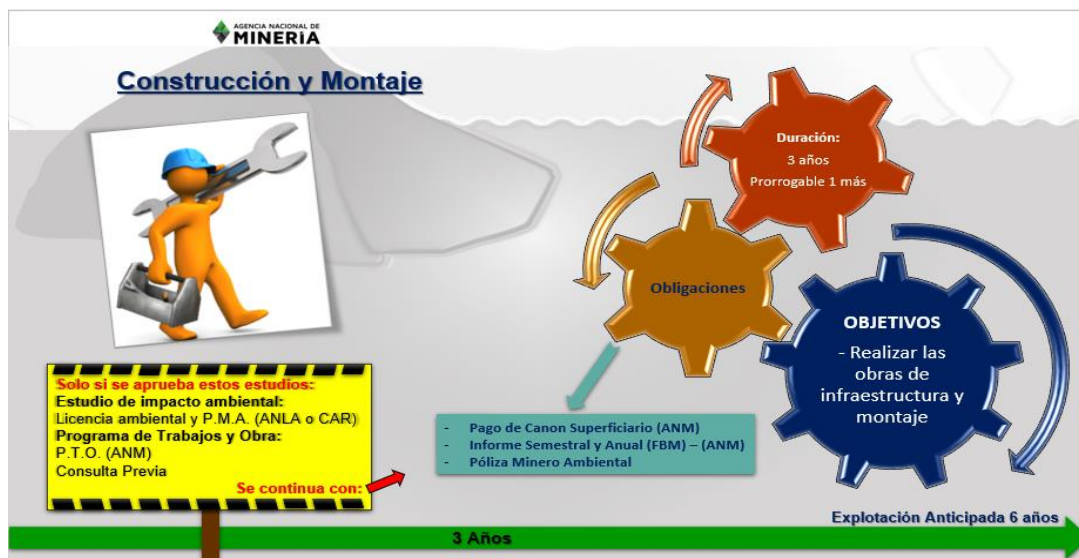 AGENCIA NACIONAL DE
MINERÍA
Construcción y Montaje
Duración:
3 años
Prorrogable 1 más
Obligaciones
OBJETIVOS
- Realizar las
obras de
infraestructura y
montaje
Solo si se aprueba estos estudios:
Estudio de impacto ambiental:
Licencia ambiental y P.M.A. (ANLA o CAR)
Programa de Trabajos y Obra:
P.T.O. (ANM)
Consulta Previa
Se continua con:
- Pago de Canon Superficiario (ANM)
- Informe Semestral y Anual (FBM) – (ANM)
- Póliza Minero Ambiental
Explotación Anticipada 6 años
3 Años